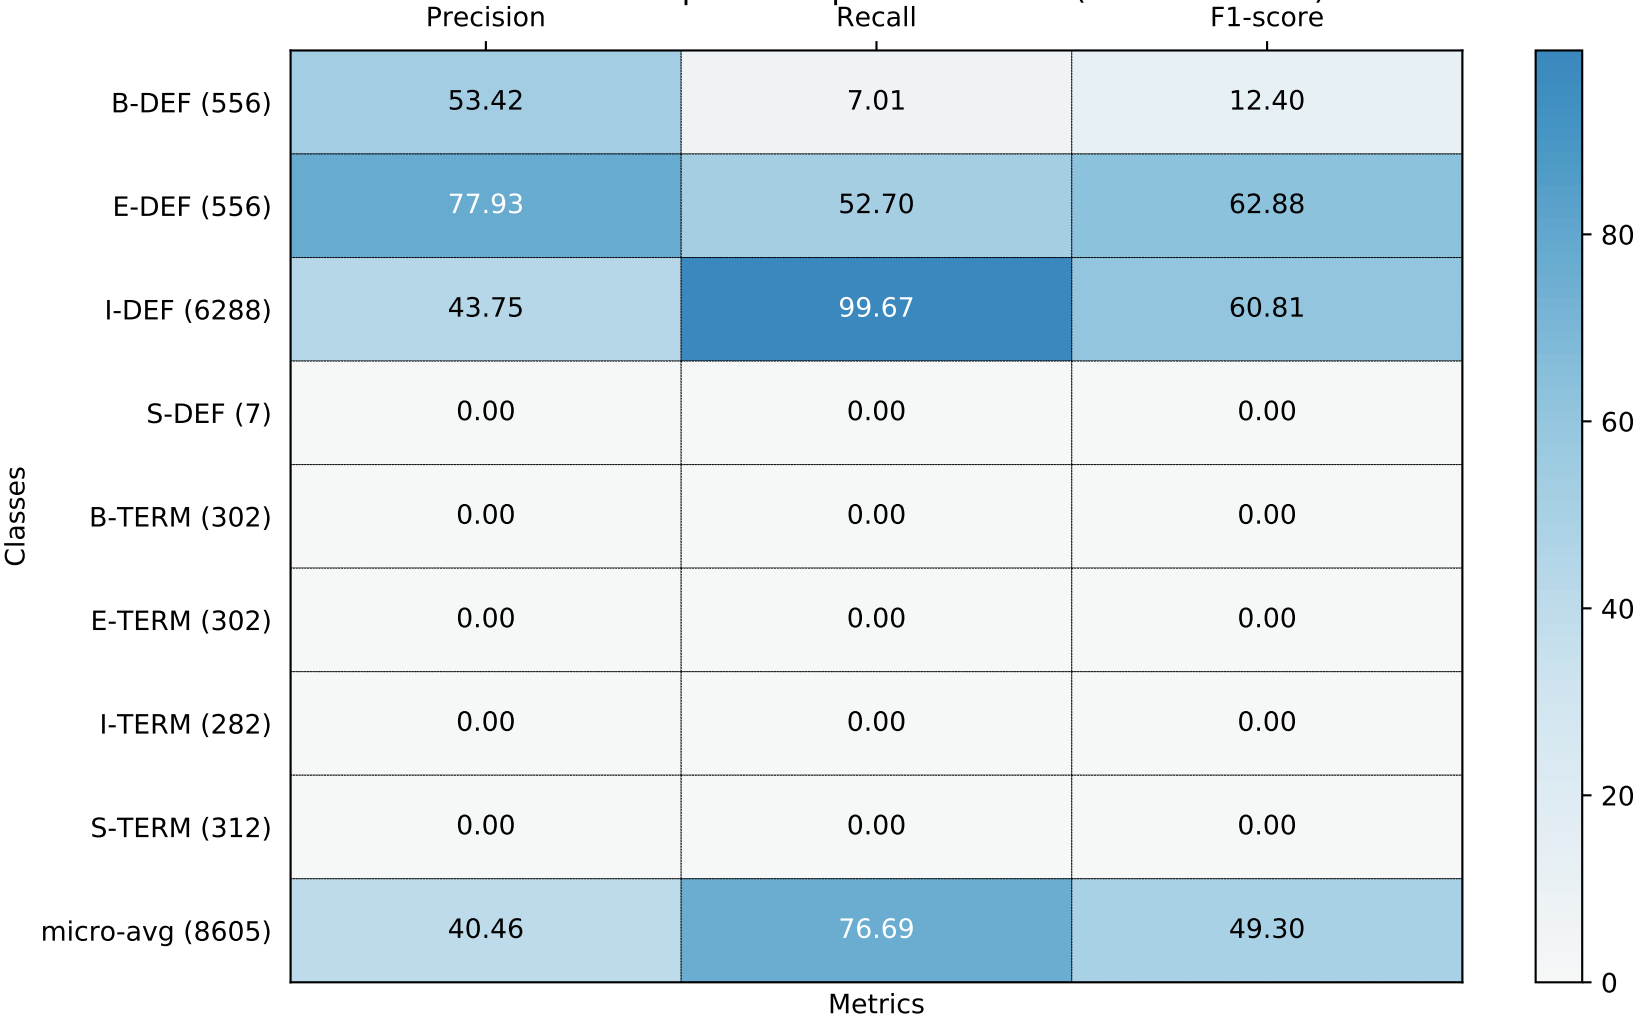 Precision Recall F1-score
B-DEF (556) 53.42 7.01 12.40
E-DEF (556) 77.93 52.70 62.88
I-DEF (6288) 43.75 99.67 60.81
S-DEF (7) 0.00 0.00 0.00
B-TERM (302) 0.00 0.00 0.00
E-TERM (302) 0.00 0.00 0.00
I-TERM (282) 0.00 0.00 0.00
S-TERM (312) 0.00 0.00 0.00
micro-avg (8605) 40.46 76.69 49.30
Classes
Metrics
80
60
40
20
0